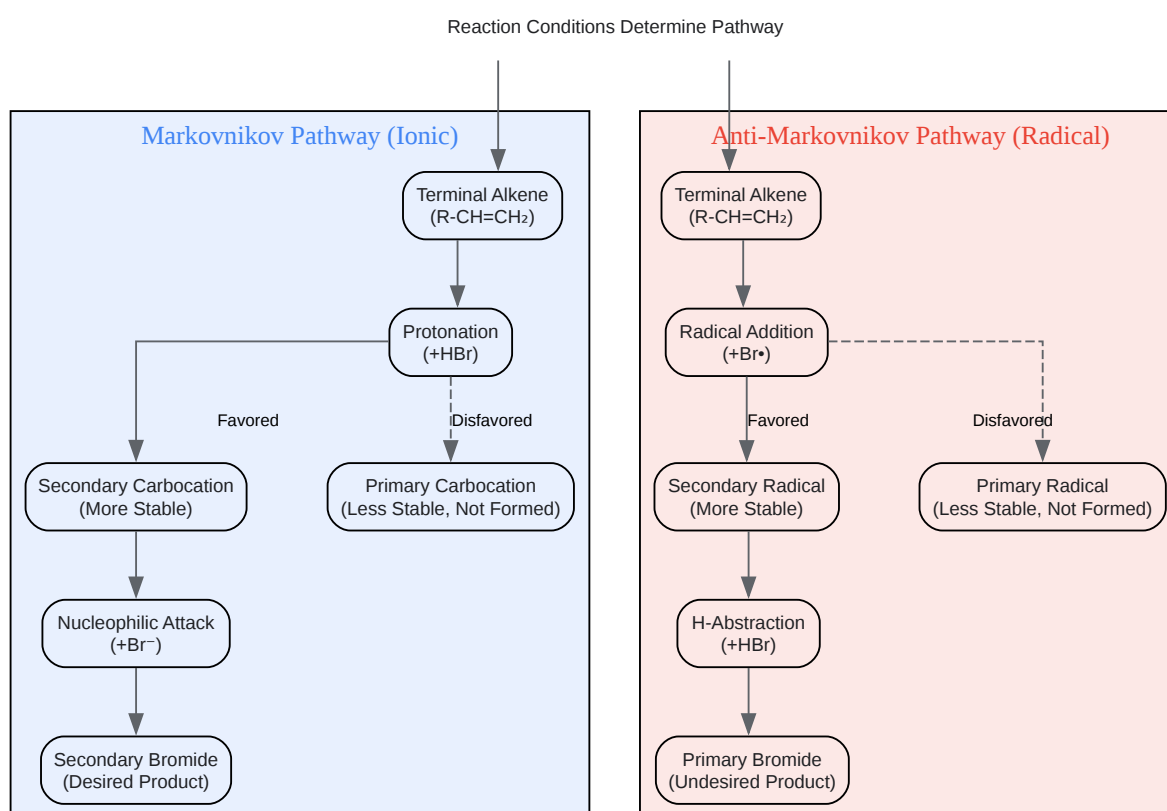 Reaction Conditions Determine Pathway
Markovnikov Pathway (Ionic)
Terminal Alkene
(R-CH=CH₂)
Protonation
(+HBr)
Favored
Disfavored
Secondary Carbocation
(More Stable)
Primary Carbocation
(Less Stable, Not Formed)
Nucleophilic Attack
(+Br⁻)
Secondary Bromide
(Desired Product)
Anti-Markovnikov Pathway (Radical)
Terminal Alkene
(R-CH=CH₂)
Radical Addition
(+Br•)
Favored
Disfavored
Secondary Radical
(More Stable)
Primary Radical
(Less Stable, Not Formed)
H-Abstraction
(+HBr)
Primary Bromide
(Undesired Product)